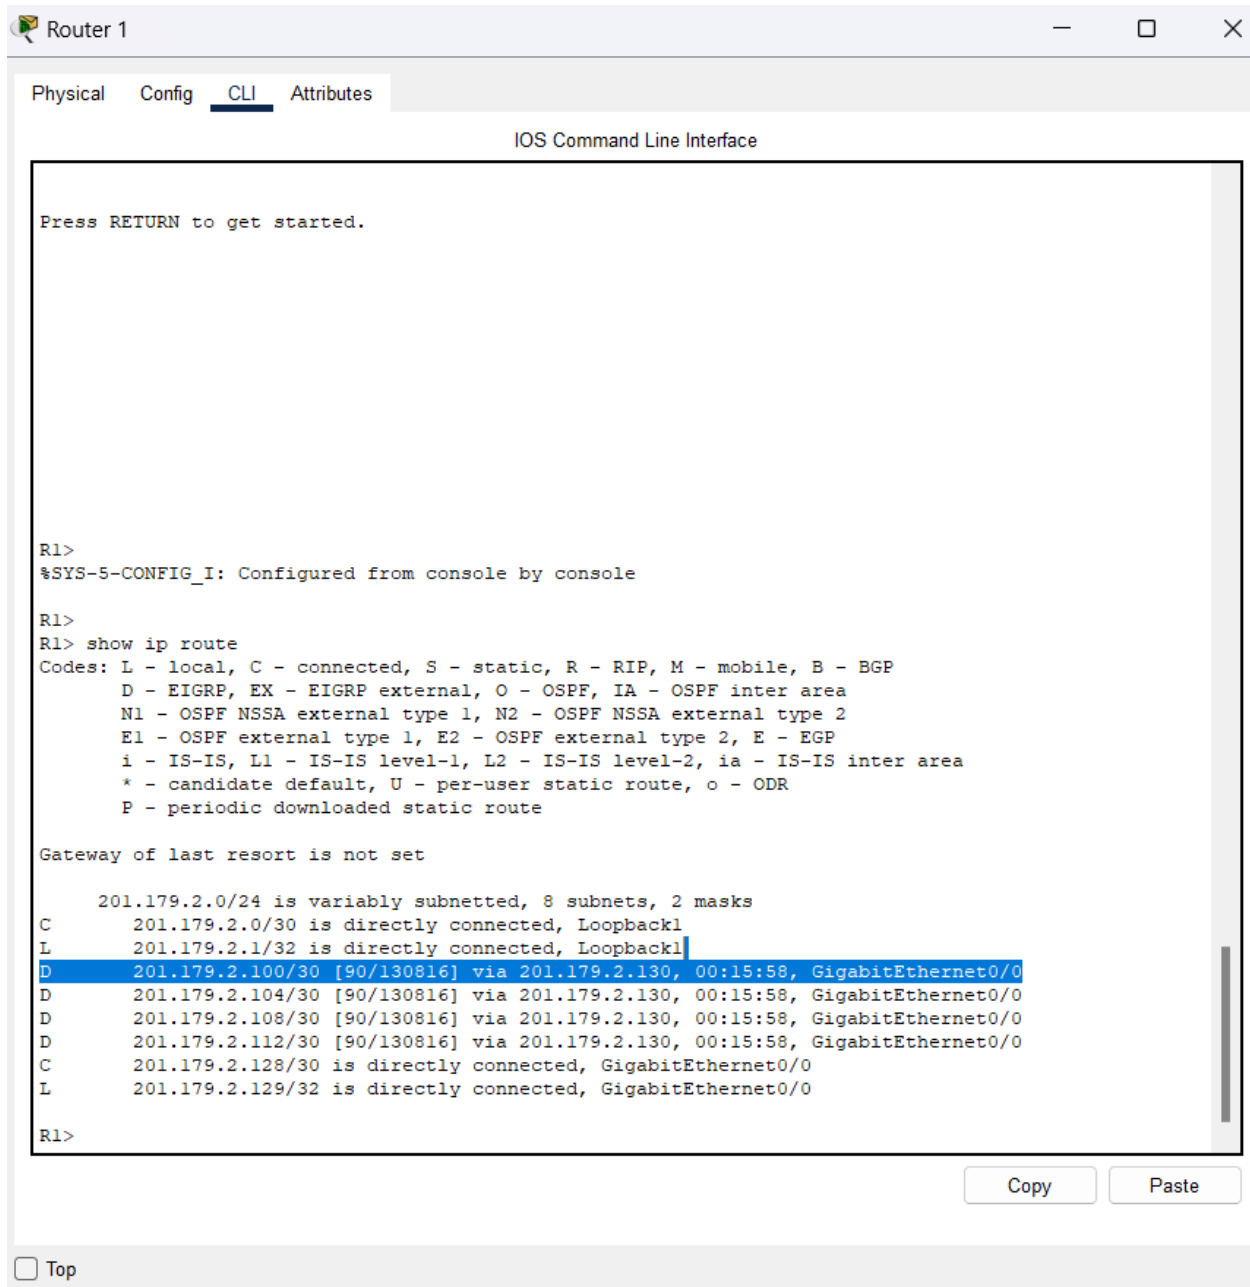 Router 1
Physical Config CLI Attributes
IOS Command Line Interface
Press RETURN to get started.
R1>
%SYS-5-CONFIG_I: Configured from console by console
R1>
R1> show ip route
Codes: L - local, C - connected, S - static, R - RIP, M - mobile, B - BGP
       D - EIGRP, EX - EIGRP external, O - OSPF, IA - OSPF inter area
       N1 - OSPF NSSA external type 1, N2 - OSPF NSSA external type 2
       E1 - OSPF external type 1, E2 - OSPF external type 2, E - EGP
       i - IS-IS, L1 - IS-IS level-1, L2 - IS-IS level-2, ia - IS-IS inter area
       * - candidate default, U - per-user static route, o - ODR
       P - periodic downloaded static route
Gateway of last resort is not set
     201.179.2.0/24 is variably subnetted, 8 subnets, 2 masks
C       201.179.2.0/30 is directly connected, Loopback1
L       201.179.2.1/32 is directly connected, Loopback1
D       201.179.2.100/30 [90/130816] via 201.179.2.130, 00:15:58, GigabitEthernet0/0
D       201.179.2.104/30 [90/130816] via 201.179.2.130, 00:15:58, GigabitEthernet0/0
D       201.179.2.108/30 [90/130816] via 201.179.2.130, 00:15:58, GigabitEthernet0/0
D       201.179.2.112/30 [90/130816] via 201.179.2.130, 00:15:58, GigabitEthernet0/0
C       201.179.2.128/30 is directly connected, GigabitEthernet0/0
L       201.179.2.129/32 is directly connected, GigabitEthernet0/0
R1>
Copy Paste
Top